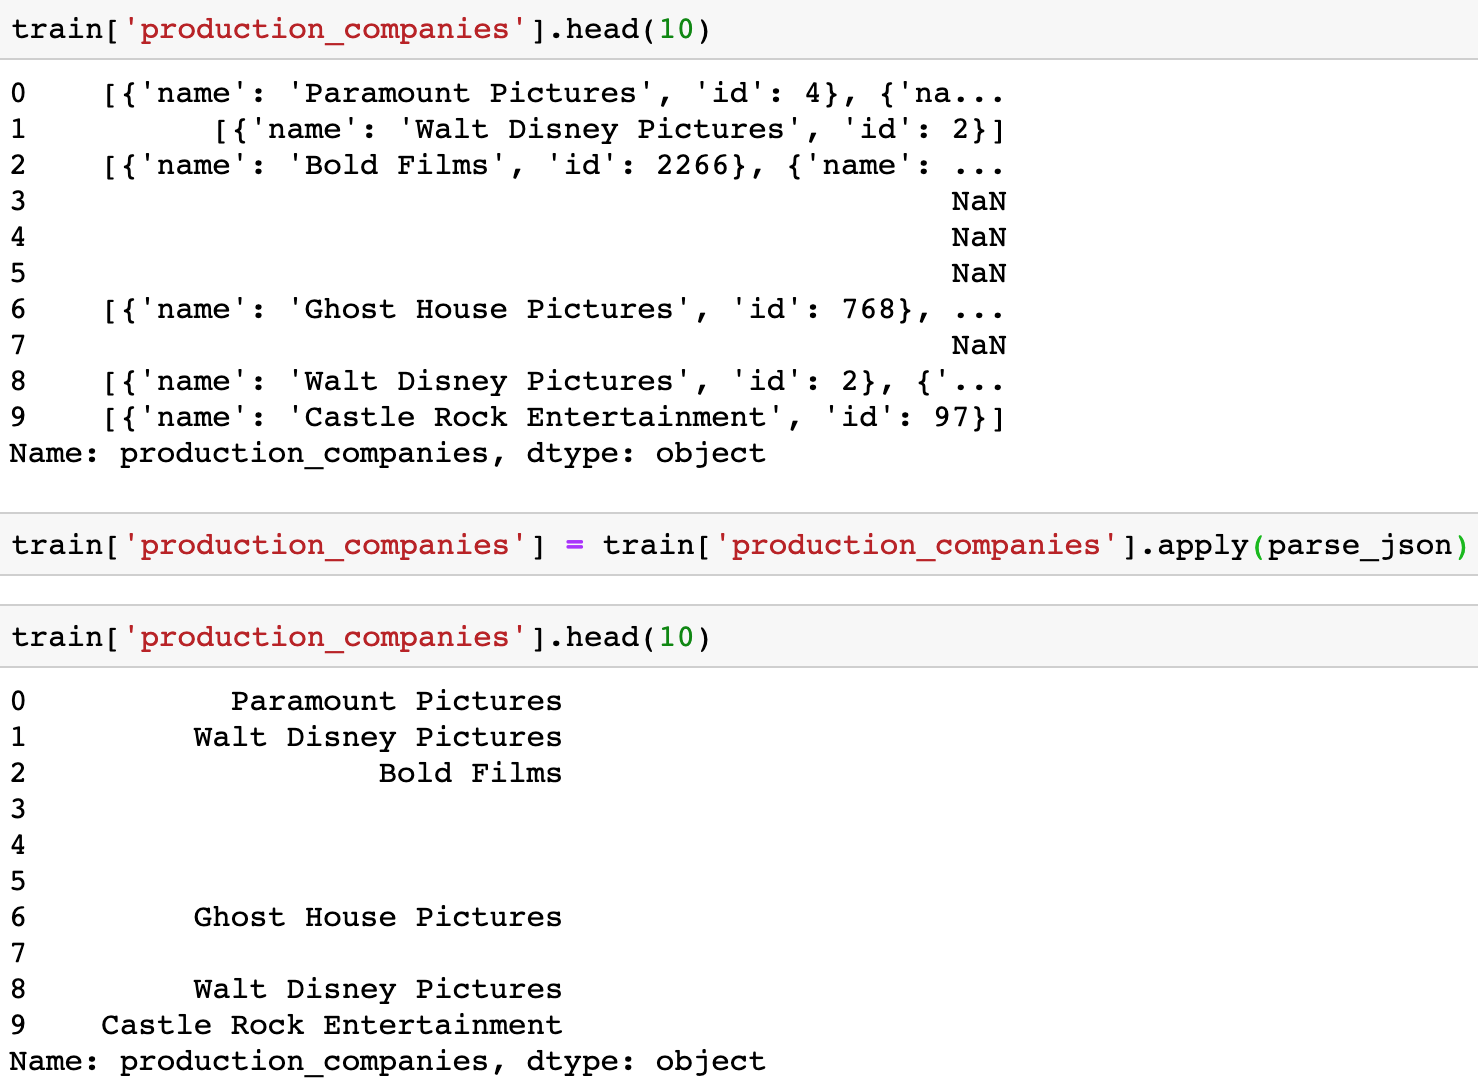 train['production_companies'].head(10)
0    [{'name': 'Paramount Pictures', 'id': 4}, {'na...
1          [{'name': 'Walt Disney Pictures', 'id': 2}]
2    [{'name': 'Bold Films', 'id': 2266}, {'name': ...
3                                                  NaN
4                                                  NaN
5                                                  NaN
6    [{'name': 'Ghost House Pictures', 'id': 768}, ...
7                                                  NaN
8    [{'name': 'Walt Disney Pictures', 'id': 2}, {'...
9    [{'name': 'Castle Rock Entertainment', 'id': 97}]
Name: production_companies, dtype: object
train['production_companies'] = train['production_companies'].apply(parse_json)
train['production_companies'].head(10)
0           Paramount Pictures
1         Walt Disney Pictures
2                   Bold Films
3
4
5
6         Ghost House Pictures
7
8         Walt Disney Pictures
9    Castle Rock Entertainment
Name: production_companies, dtype: object